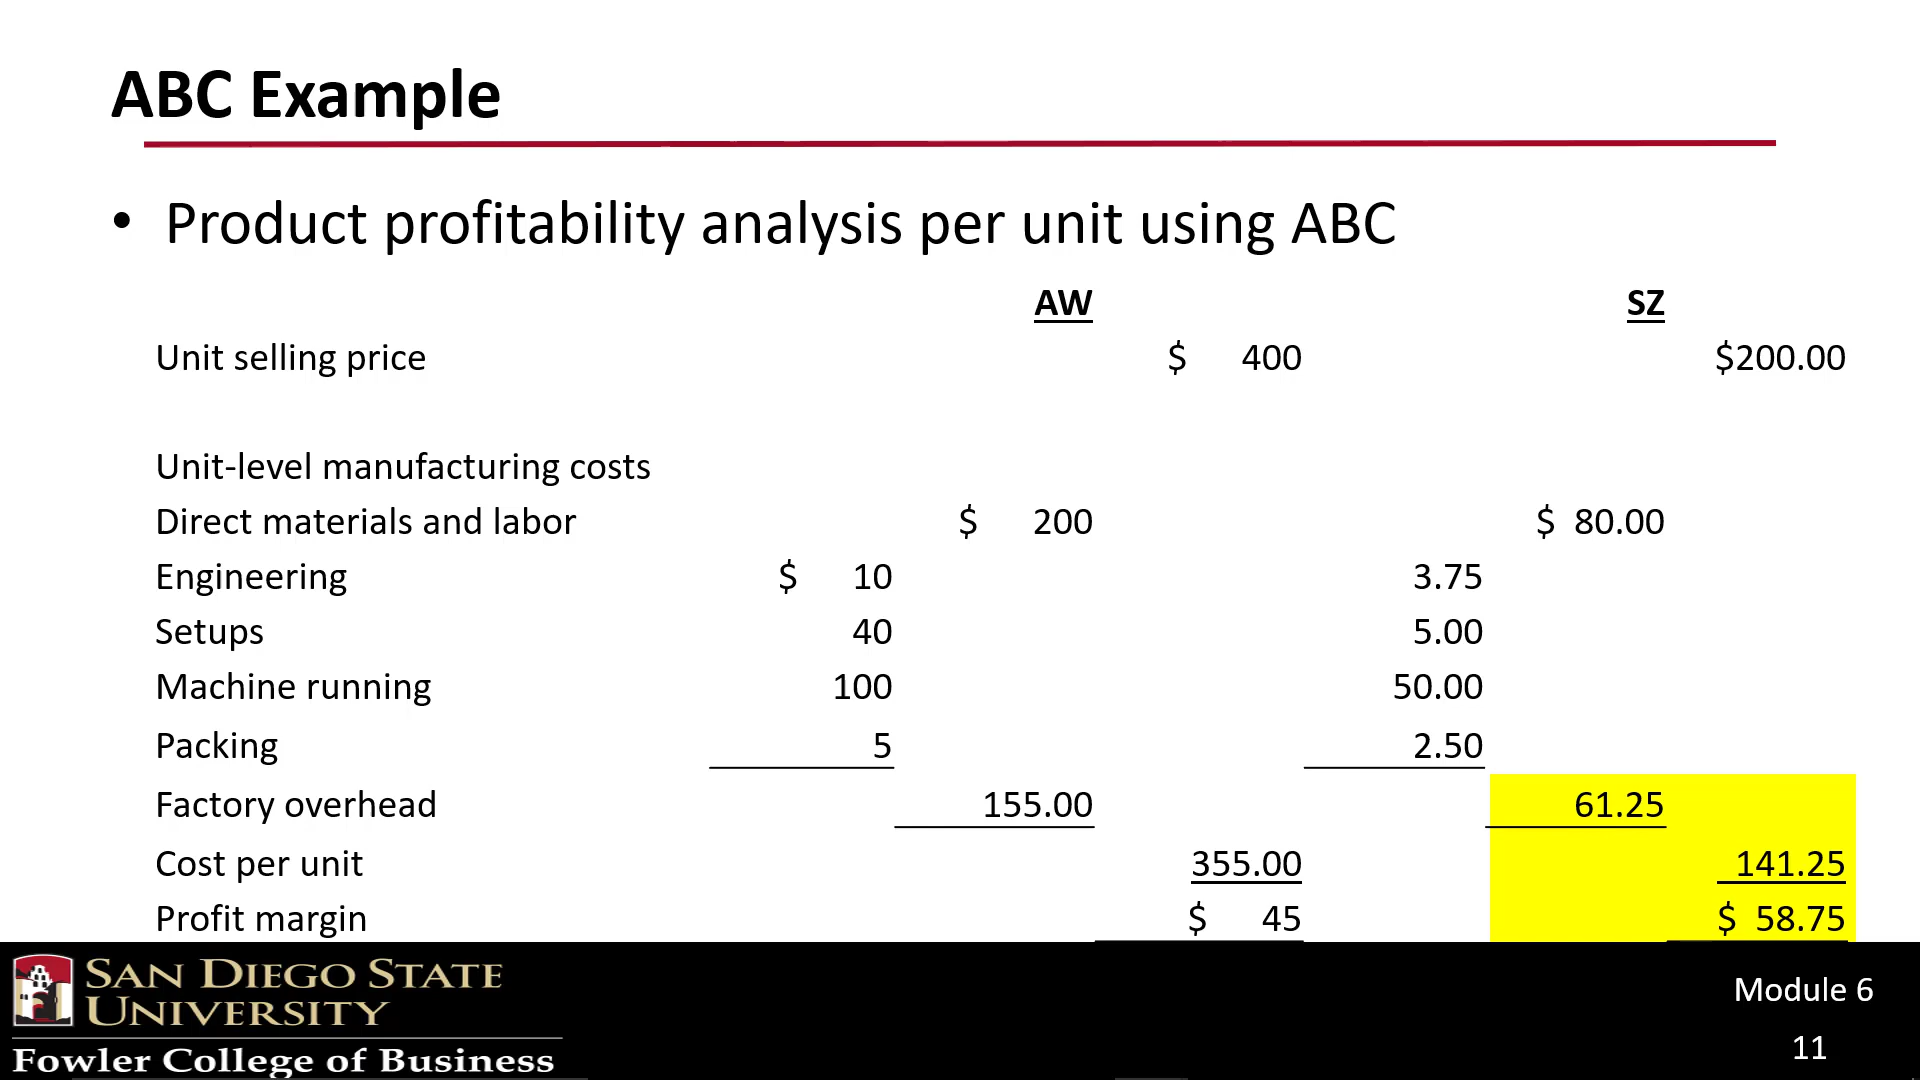 ABC Example
• Product profitability analysis per unit using ABC
AW SZ
Unit selling price $ 400 $200.00
Unit-level manufacturing costs
Direct materials and labor $ 200 $ 80.00
Engineering $ 10 3.75
Setups 40 5.00
Machine running 100 50.00
Packing 5 2.50
Factory overhead 155.00 61.25
Cost per unit 355.00 141.25
Profit margin $ 45 $ 58.75
SAN DIEGO STATE
UNIVERSITY
Fowler College of Business
Module 6
11